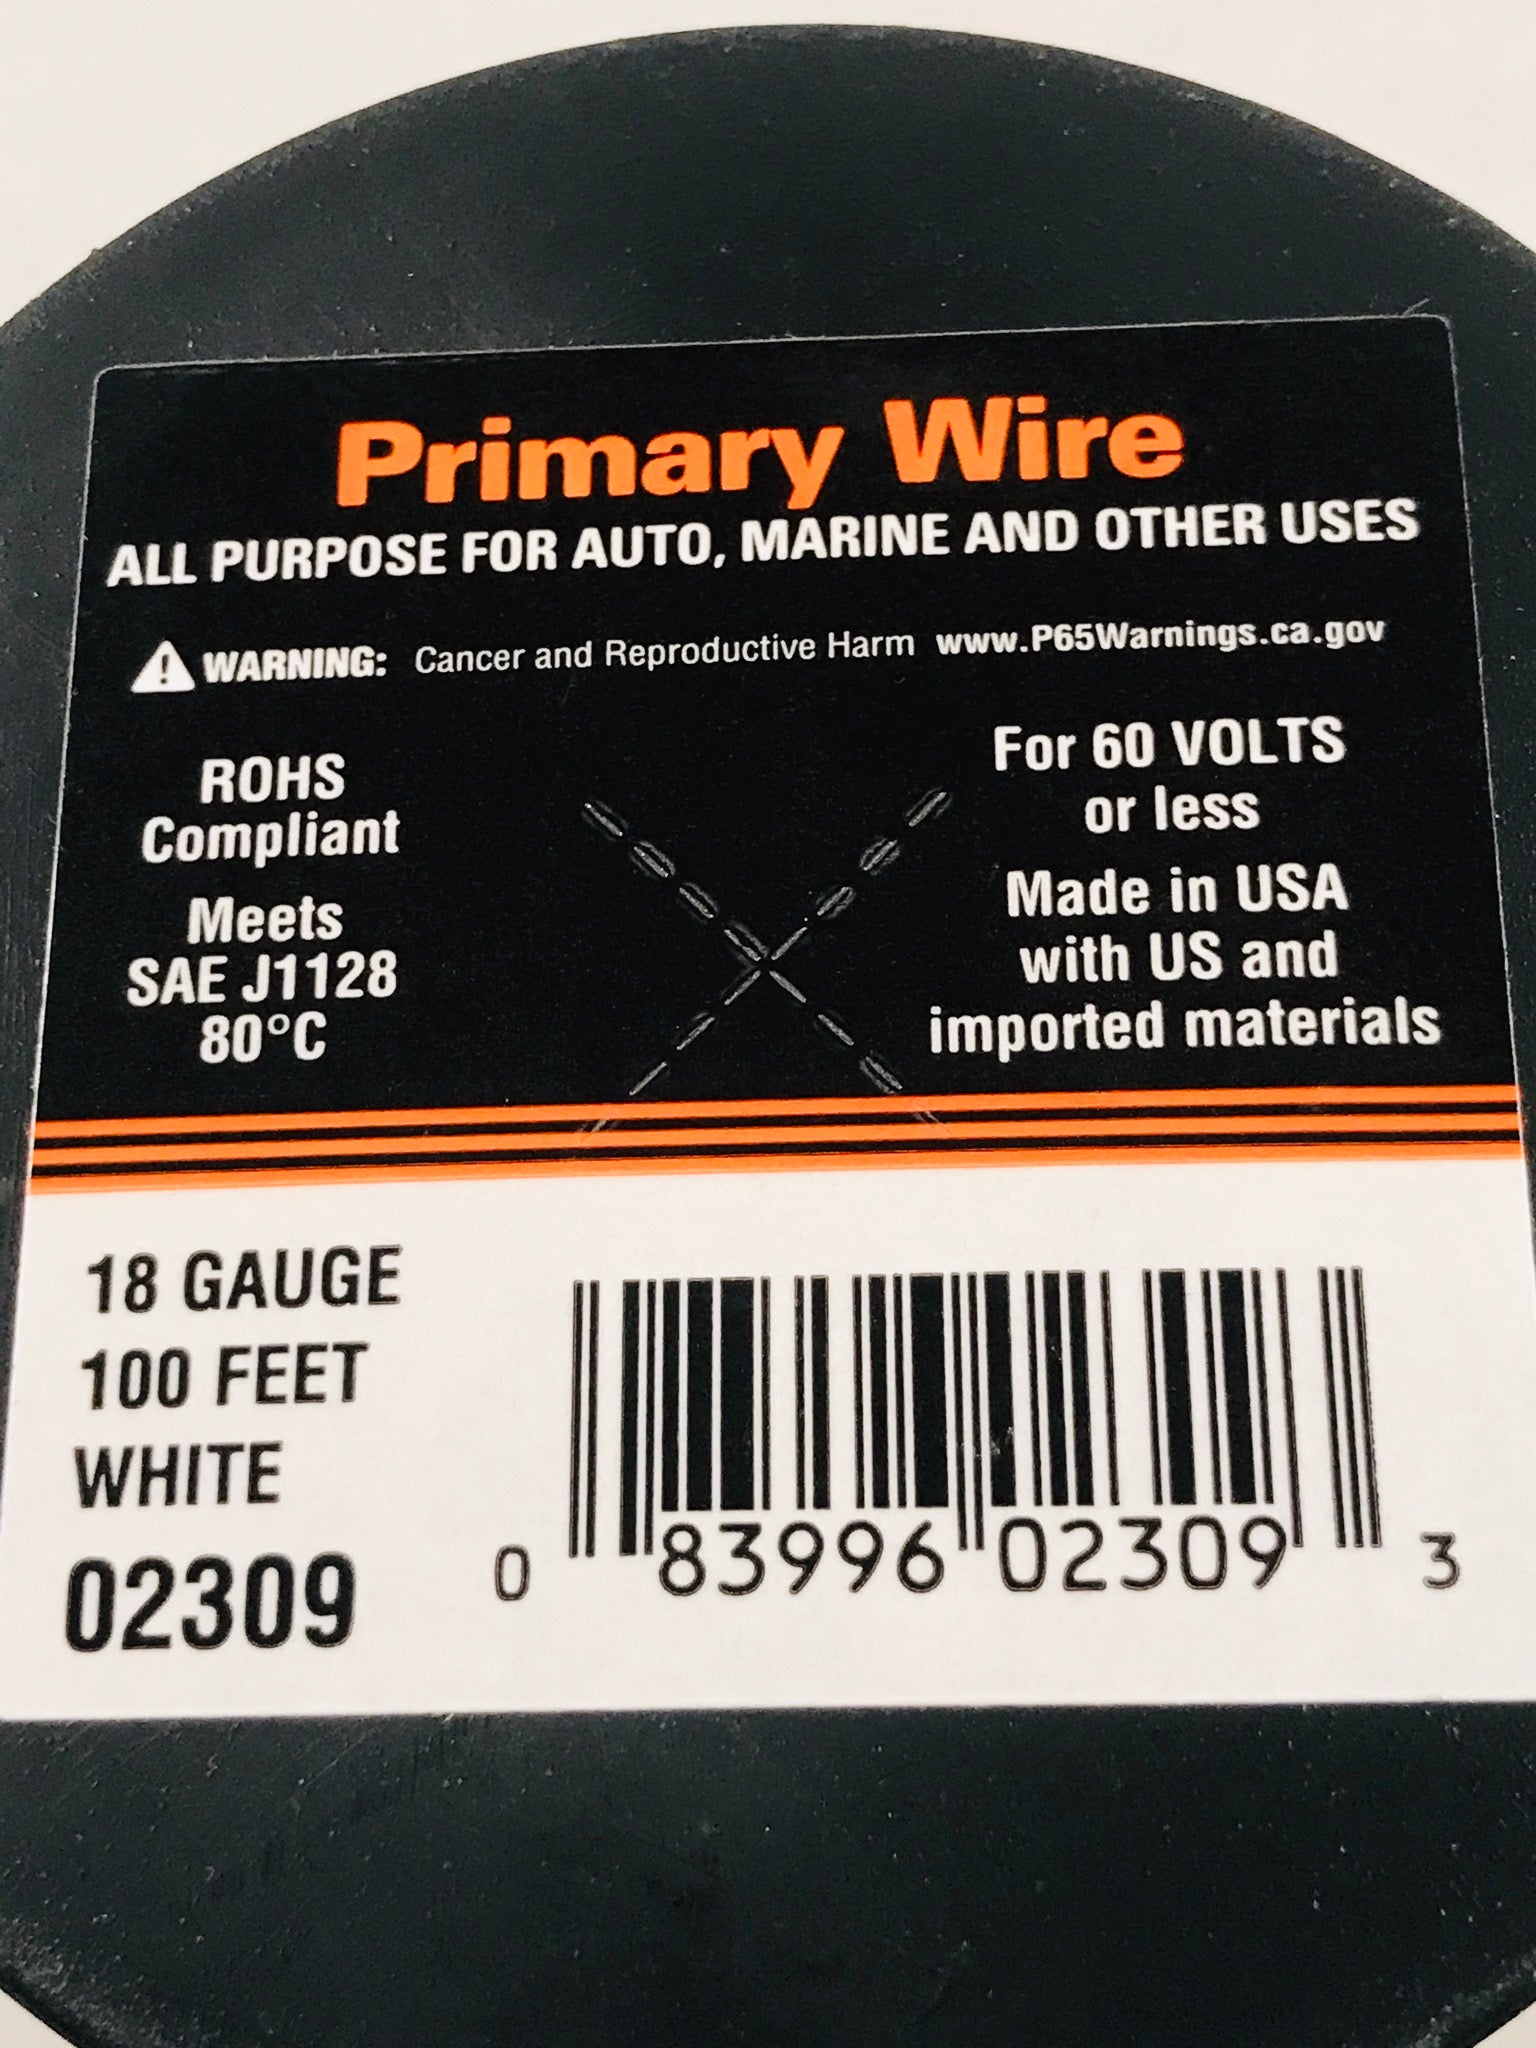 Primary Wire
ALL PURPOSE FOR AUTO, MARINE AND OTHER USES
WARNING: Cancer and Reproductive Harm www.P65Warnings.ca.gov
ROHS
Compliant
Meets
SAE J1128
80°C
For 60 VOLTS
or less
Made in USA
with US and
imported materials
18 GAUGE
100 FEET
WHITE
02309
0 83996 02309 3